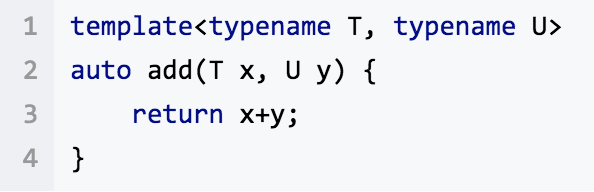 1 template<typename T, typename U>
2 auto add(T x, U y) {
3     return x+y;
4 }